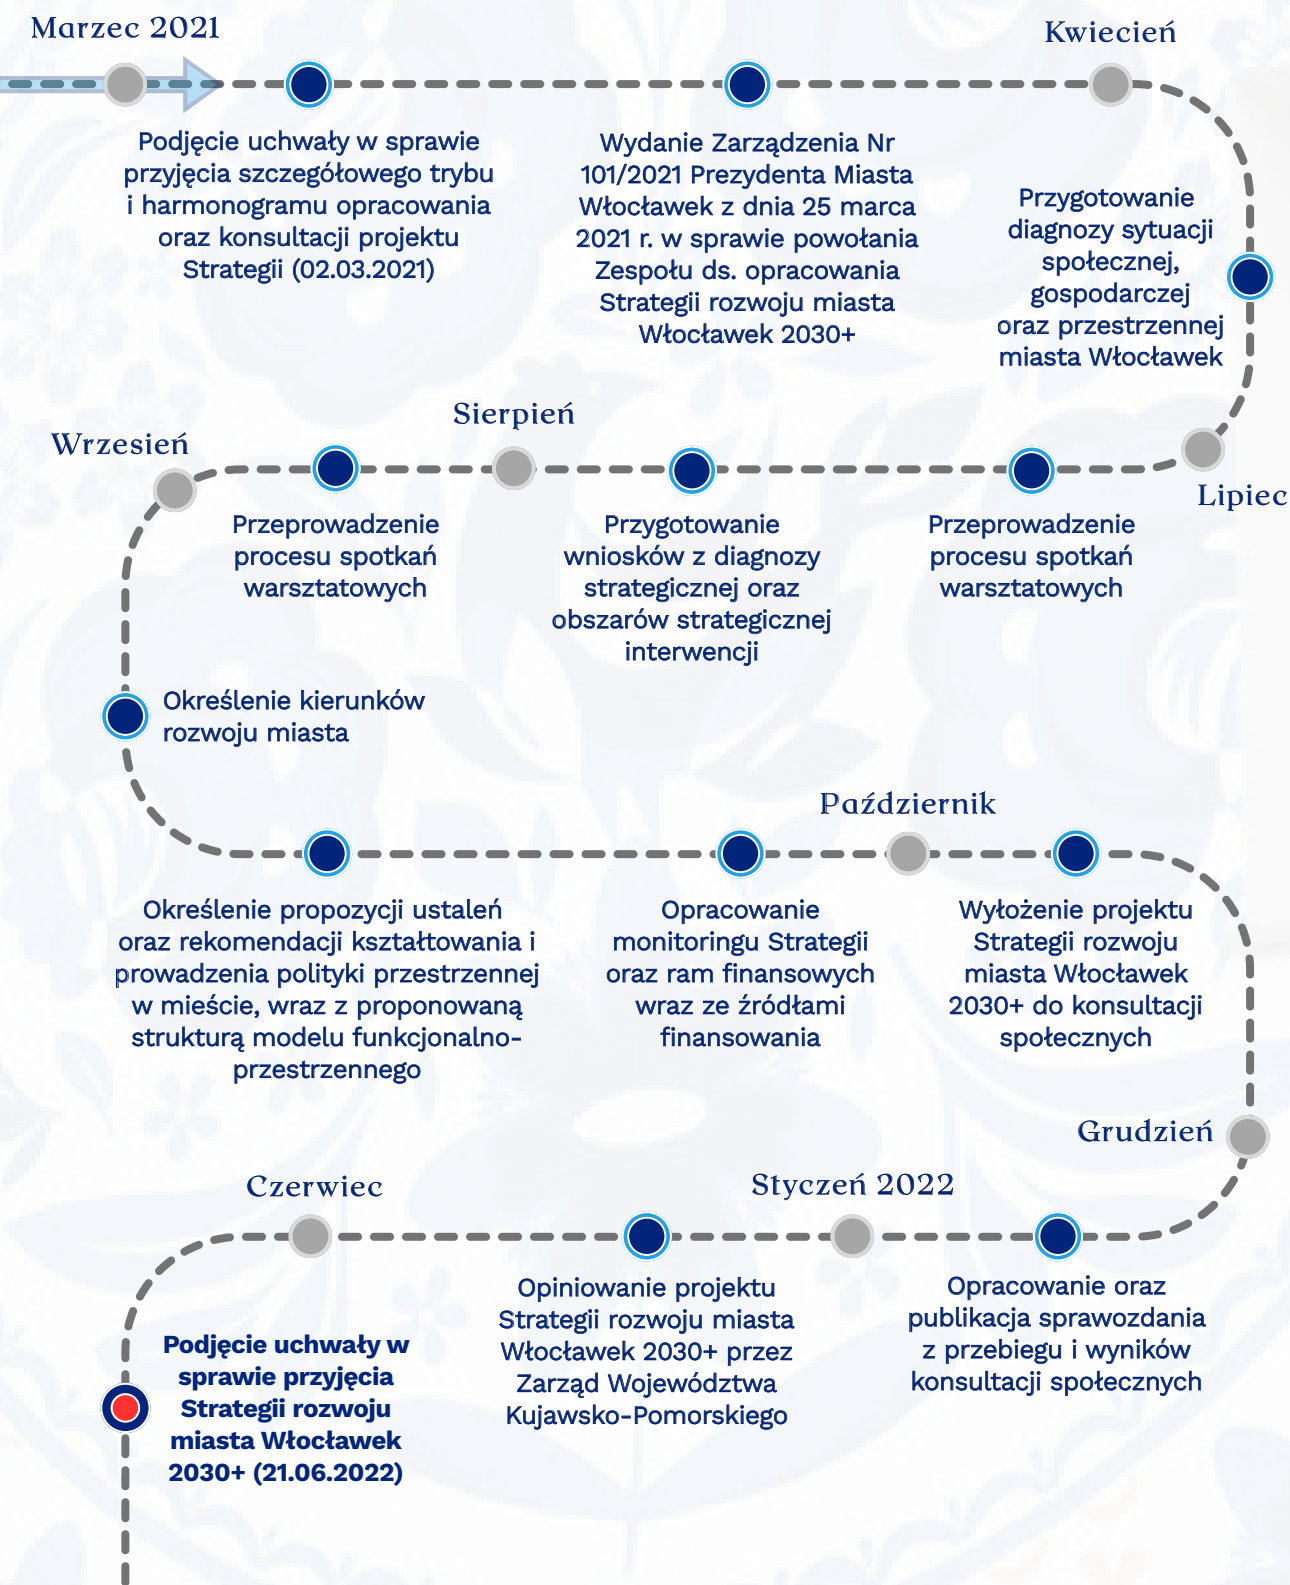 Marzec 2021
Podjęcie uchwały w sprawie
przyjęcia szczegółowego trybu
i harmonogramu opracowania
oraz konsultacji projektu
Strategii (02.03.2021)
Wydanie Zarządzenia Nr
101/2021 Prezydenta Miasta
Włocławek z dnia 25 marca
2021 r. w sprawie powołania
Zespołu ds. opracowania
Strategii rozwoju miasta
Włocławek 2030+
Kwiecień
Przygotowanie
diagnozy sytuacji
społecznej,
gospodarczej
oraz przestrzennej
miasta Włocławek
Lipiec
Przeprowadzenie
procesu spotkań
warsztatowych
Przygotowanie
wniosków z diagnozy
strategicznej oraz
obszarów strategicznej
interwencji
Sierpień
Przeprowadzenie
procesu spotkań
warsztatowych
Wrzesień
Określenie kierunków
rozwoju miasta
Określenie propozycji ustaleń
oraz rekomendacji kształtowania i
prowadzenia polityki przestrzennej
w mieście, wraz z proponowaną
strukturą modelu funkcjonalno-
przestrzennego
Opracowanie
monitoringu Strategii
oraz ram finansowych
wraz ze źródłami
finansowania
Październik
Wyłożenie projektu
Strategii rozwoju
miasta Włocławek
2030+ do konsultacji
społecznych
Grudzień
Opracowanie oraz
publikacja sprawozdania
z przebiegu i wyników
konsultacji społecznych
Styczeń 2022
Opiniowanie projektu
Strategii rozwoju miasta
Włocławek 2030+ przez
Zarząd Województwa
Kujawsko-Pomorskiego
Czerwiec
Podjęcie uchwały w
sprawie przyjęcia
Strategii rozwoju
miasta Włocławek
2030+ (21.06.2022)